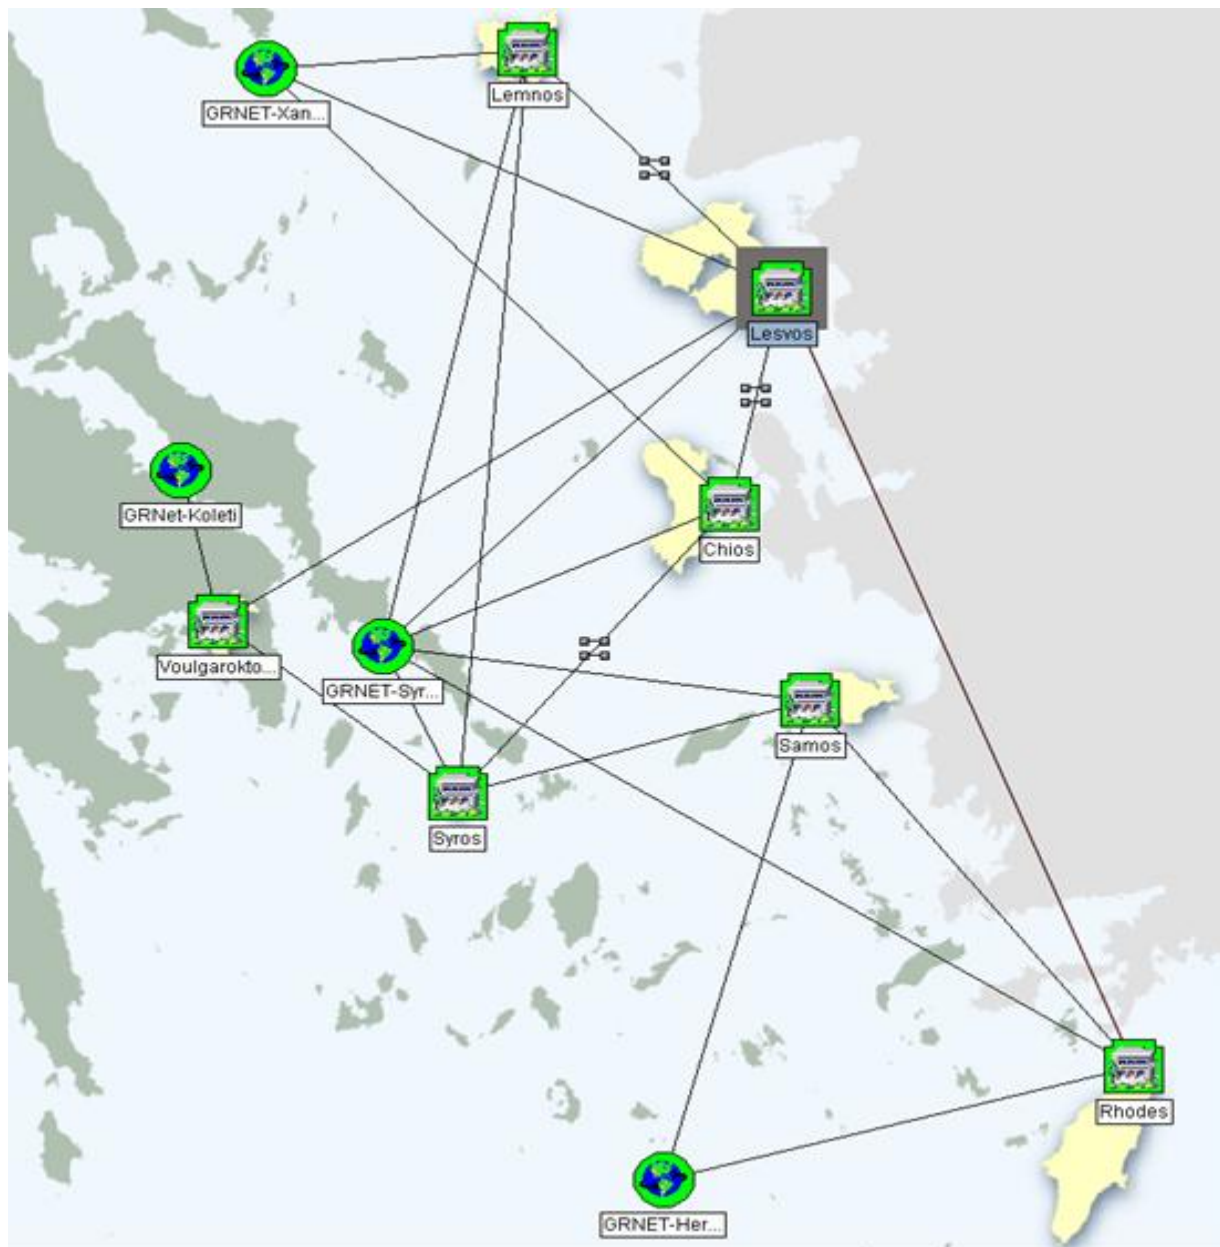 Lemnos
GRNET-Xan...
Lesvos
GRNet-Koleti
Chios
Voulgarokto...
GRNET-Syr...
Samos
Syros
Rhodes
GRNET-Her...